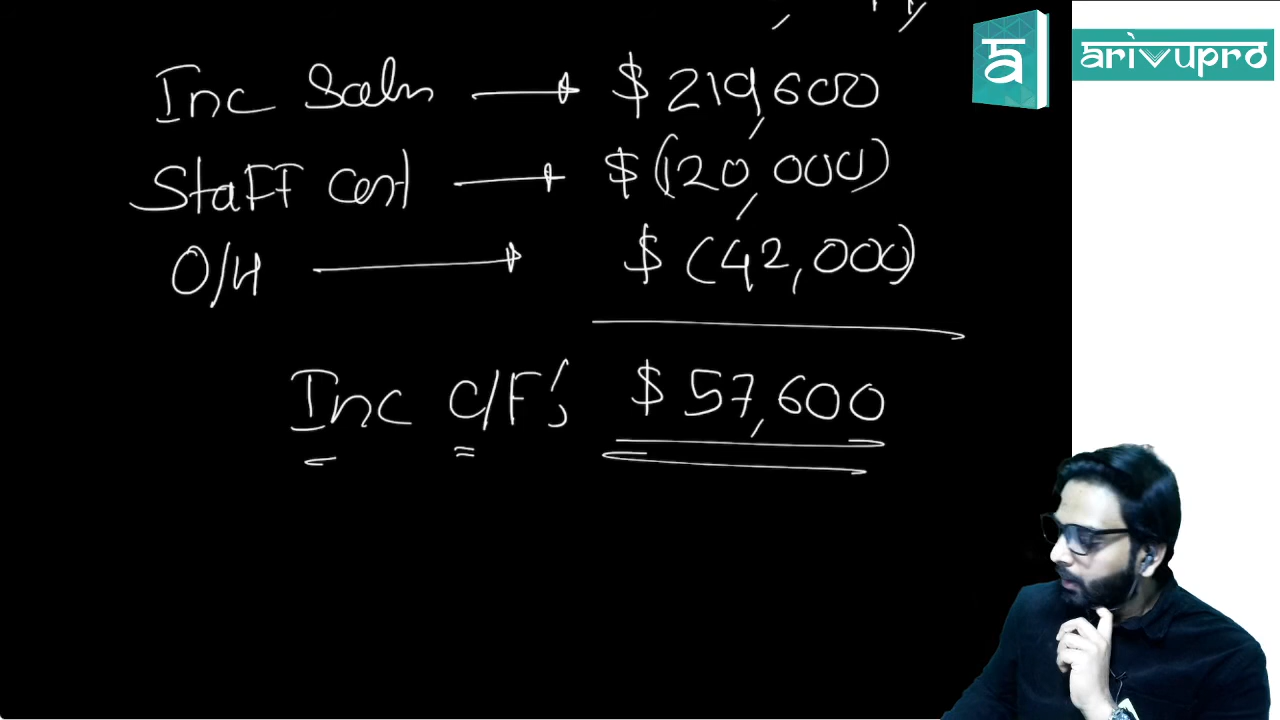 arivupro
Inc Sales → $ 219,600
Staff Cost → $ (120,000)
O/H → $ (42,000)
Inc C/F's $ 57,600